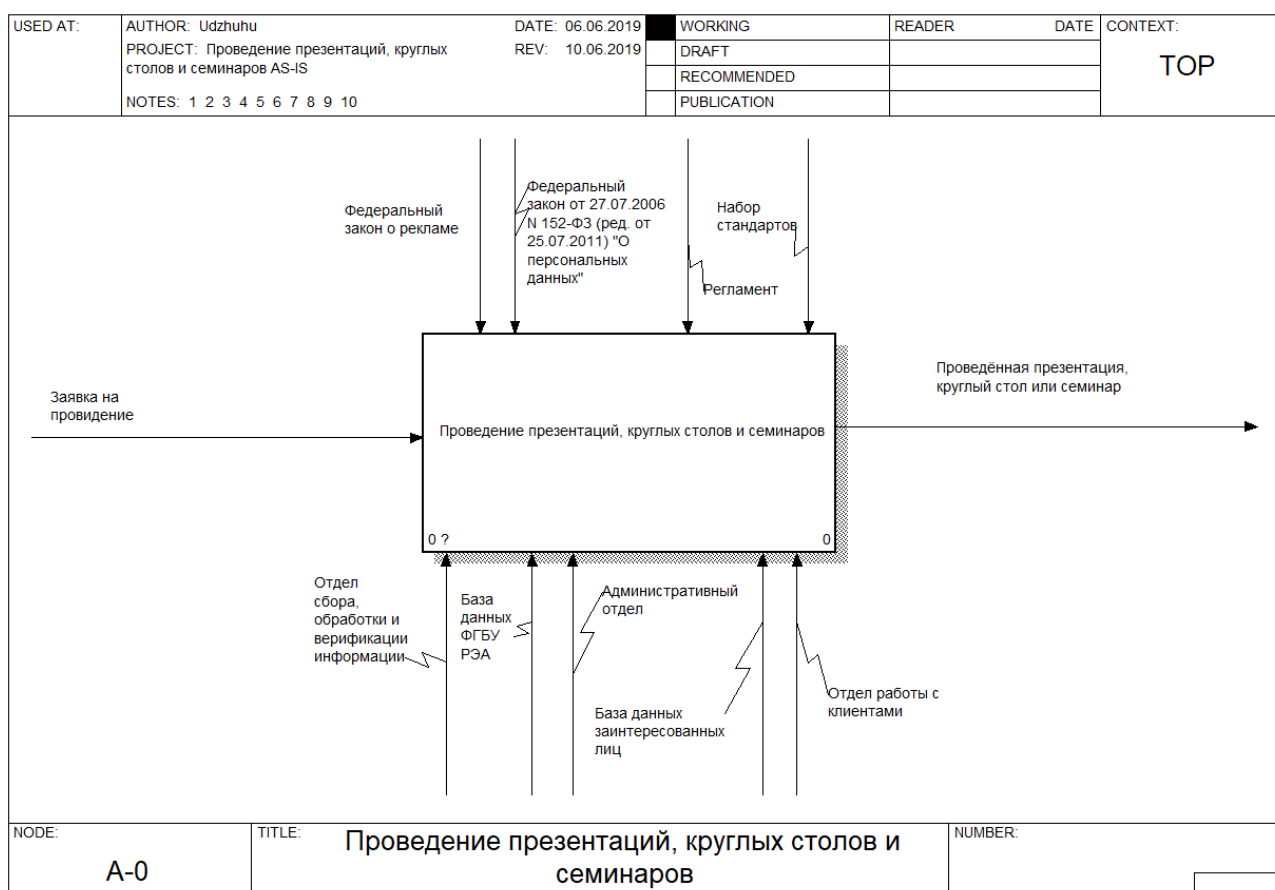 USED AT:
AUTHOR: Udzhuhu
DATE: 06.06.2019
PROJECT: Проведение презентаций, круглых
столов и семинаров AS-IS
REV: 10.06.2019
NOTES: 1 2 3 4 5 6 7 8 9 10
WORKING
DRAFT
RECOMMENDED
PUBLICATION
READER
DATE
CONTEXT:
TOP
Федеральный
закон о рекламе
Федеральный
закон от 27.07.2006
N 152-ФЗ (ред. от
25.07.2011) "О
персональных
данных"
Регламент
Набор
стандартов
Заявка на
провидение
Проведение презентаций, круглых столов и семинаров
0 ?
0
Проведённая презентация,
круглый стол или семинар
Отдел
сбора,
обработки и
верификации
информации
База
данных
ФГБУ
РЭА
Административный
отдел
База данных
заинтересованных
лиц
Отдел работы с
клиентами
NODE:
A-0
TITLE:
Проведение презентаций, круглых столов и
семинаров
NUMBER: